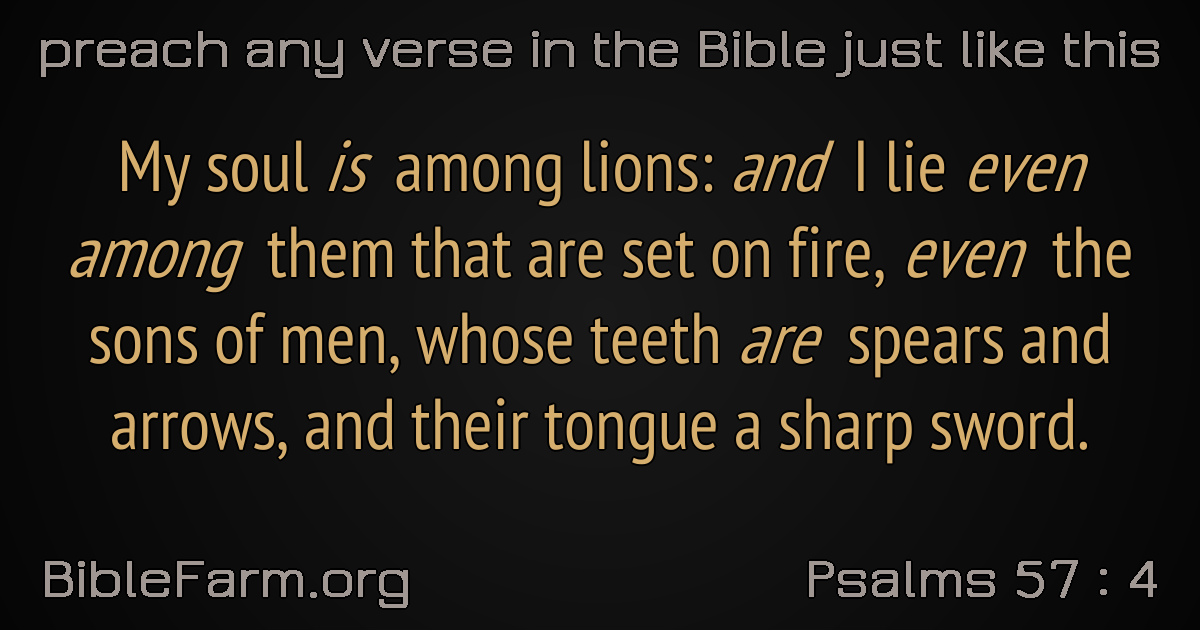 preach any verse in the Bible just like this
My soul is among lions: and I lie even
among them that are set on fire, even the
sons of men, whose teeth are spears and
arrows, and their tongue a sharp sword.
BibleFarm.org
Psalms 57 : 4